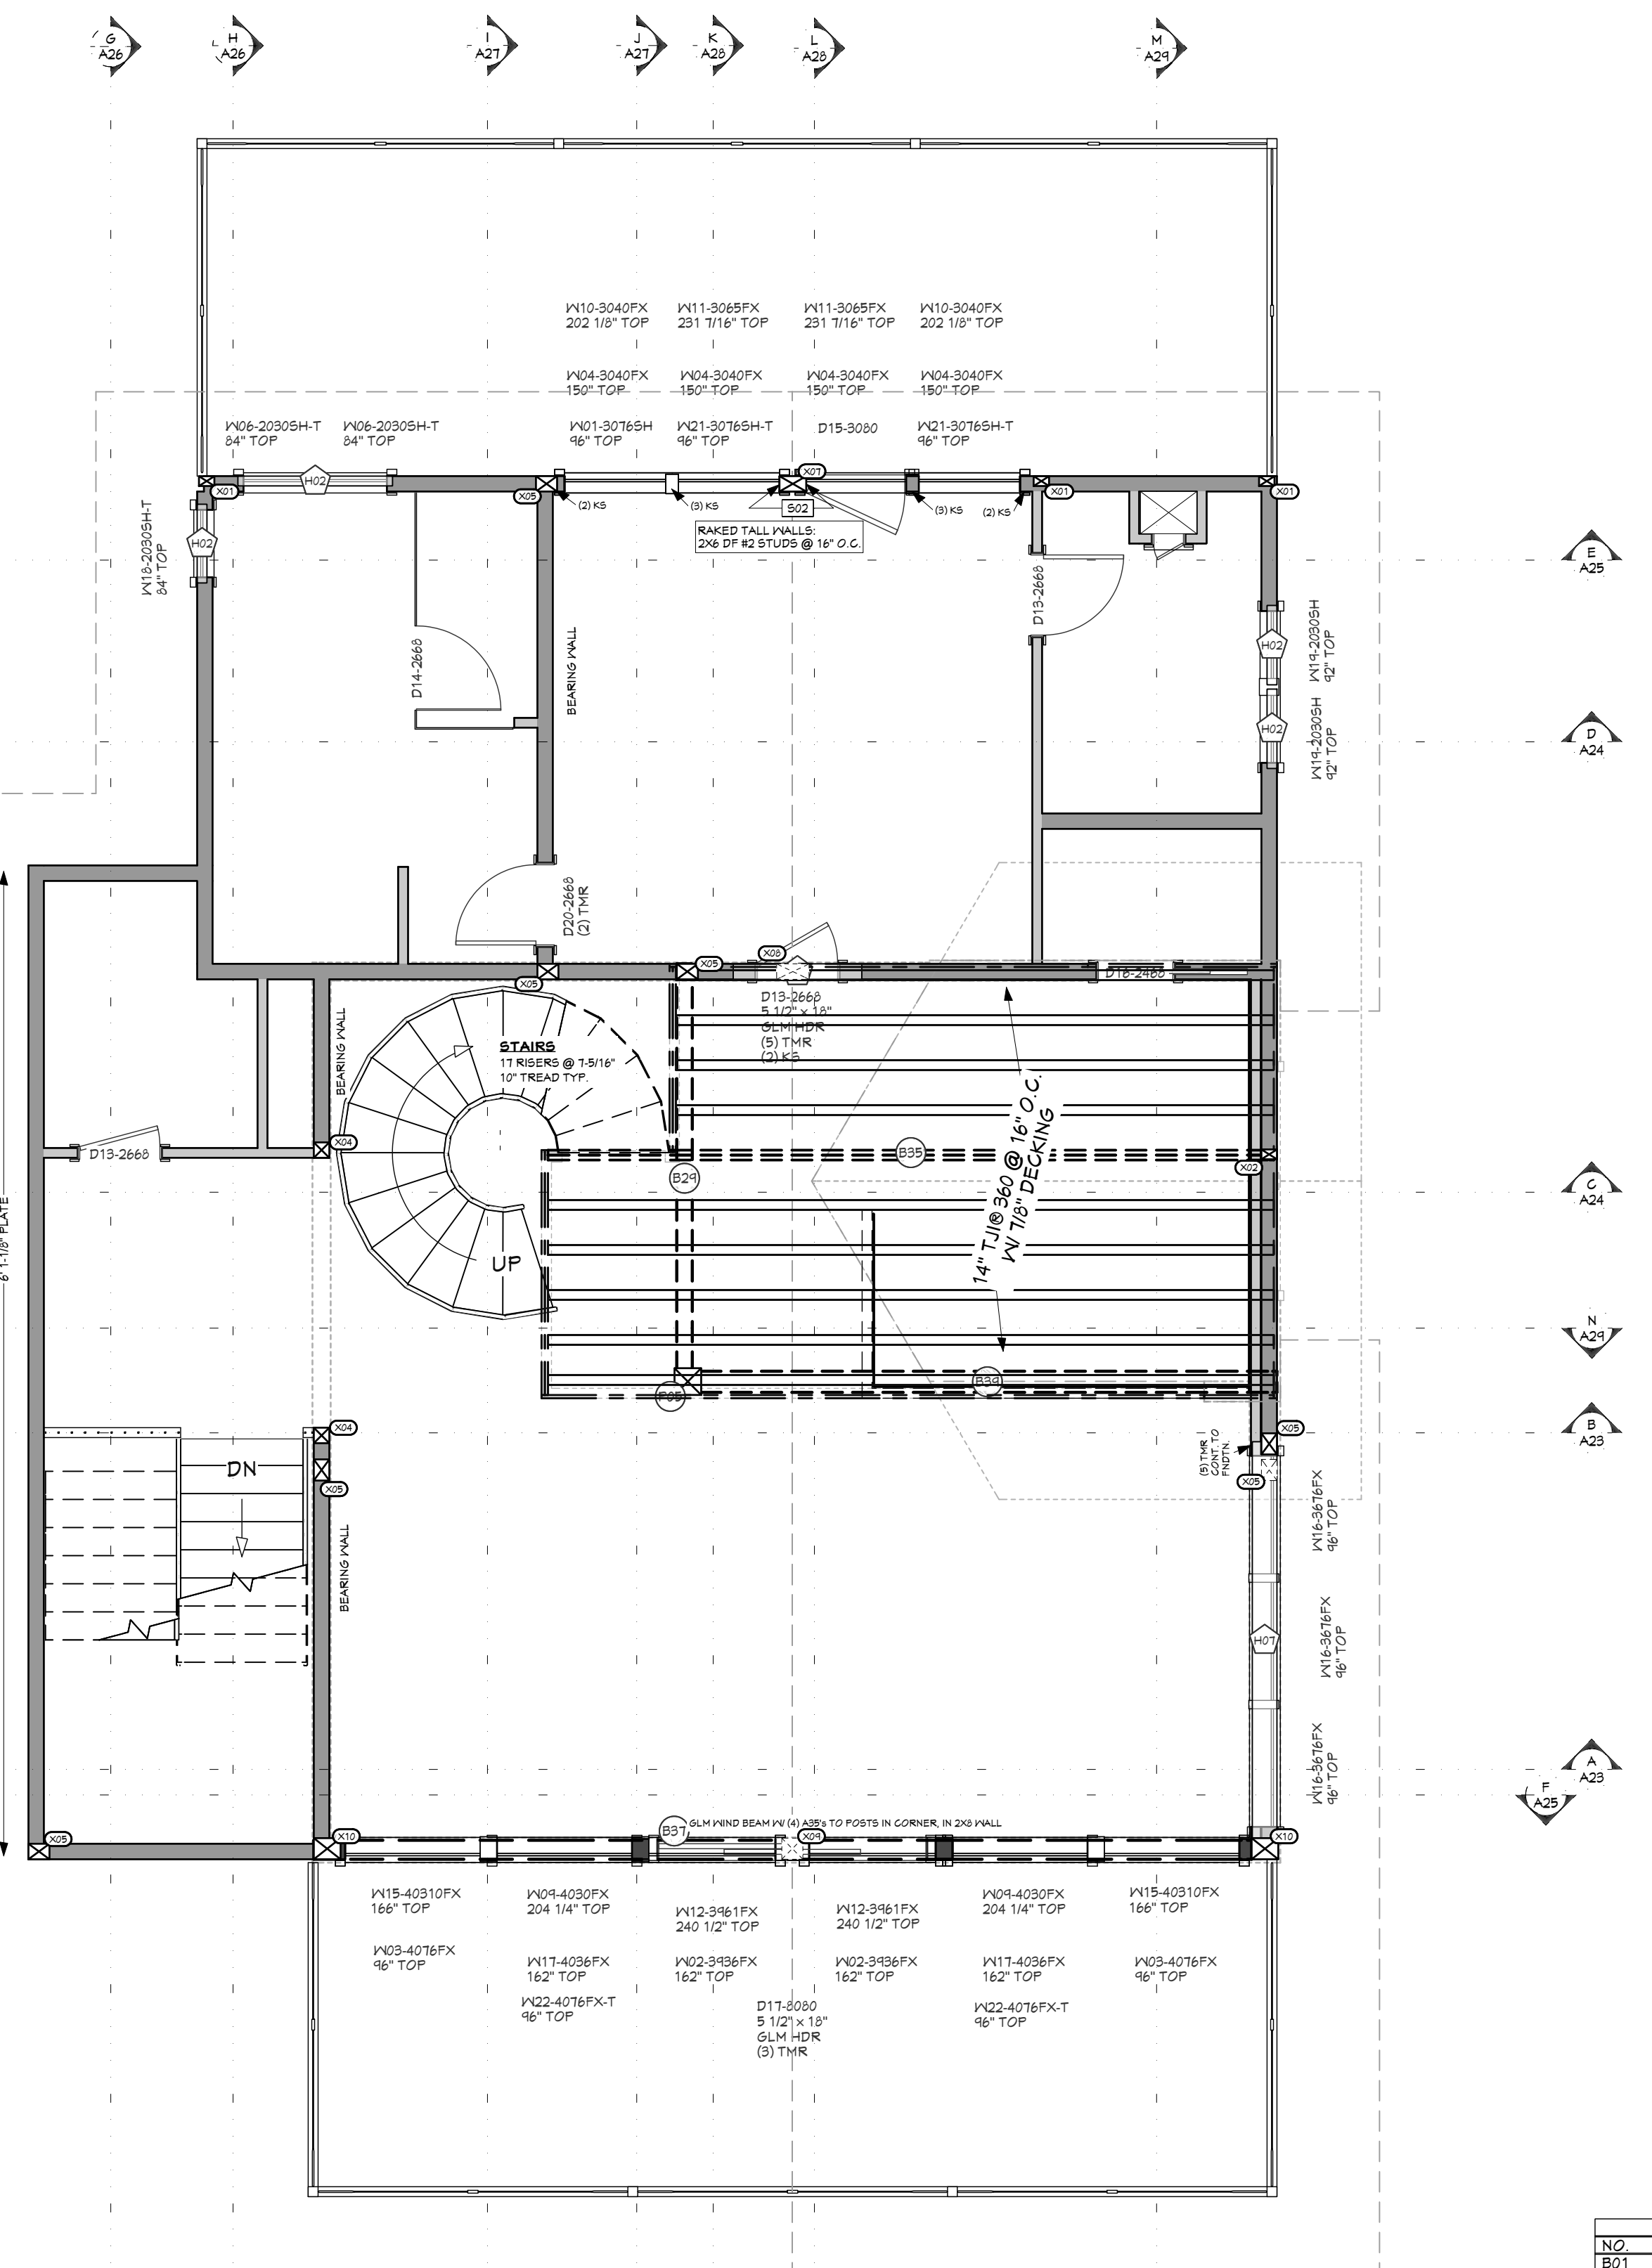 G
A26
H
A26
I
A27
J
A27
K
A28
L
A28
M
A29
W10-3040FX
202 1/8" TOP
W11-3065FX
231 7/16" TOP
W11-3065FX
231 7/16" TOP
W10-3040FX
202 1/8" TOP
W04-3040FX
150" TOP
W04-3040FX
150" TOP
W04-3040FX
150" TOP
W04-3040FX
150" TOP
W06-2030SH-T
84" TOP
W06-2030SH-T
84" TOP
W01-3076SH
96" TOP
W21-3076SH-T
96" TOP
D15-3080
W21-3076SH-T
96" TOP
X07
H02
X01
X05
X01
X01
(2) KS
(3) KS
S02
(3) KS
(2) KS
RAKED TALL WALLS:
2X6 DF #2 STUDS @ 16" O.C.
W18-2030SH-T
84" TOP
H02
E
A25
D13-2668
BEARING WALL
D14-2668
H02
W19-2030SH
92" TOP
H02
W19-2030SH
92" TOP
D
A24
D20-2668
(2) TMR
X08
X05
X05
D16-2468
D13-2668
5 1/2" x 18"
GLM HDR
(5) TMR
(2) KS
BEARING WALL
STAIRS
17 RISERS @ 7-5/16"
10" TREAD TYP.
14" TJI® 360 @ 16" O.C.
W/ 7/8" DECKING
X04
D13-2668
B35
X02
B29
C
A24
6' 1-1/8" PLATE
UP
N
A29
B39
X04
X05
B
A23
(5) TMR
CONT. TO
FNDTN.
DN
X05
X05
W16-3676FX
96" TOP
BEARING WALL
H07
W16-3676FX
96" TOP
W16-3676FX
96" TOP
A
A23
F
A25
B37
GLM WIND BEAM W/ (4) A35's TO POSTS IN CORNER, IN 2X8 WALL
X05
X10
X09
X10
W15-40310FX
166" TOP
W09-4030FX
204 1/4" TOP
W12-3961FX
240 1/2" TOP
W12-3961FX
240 1/2" TOP
W09-4030FX
204 1/4" TOP
W15-40310FX
166" TOP
W03-4076FX
96" TOP
W17-4036FX
162" TOP
W02-3936FX
162" TOP
W02-3936FX
162" TOP
W17-4036FX
162" TOP
W03-4076FX
96" TOP
W22-4076FX-T
96" TOP
D17-8080
5 1/2" x 18"
GLM HDR
(3) TMR
W22-4076FX-T
96" TOP
NO.
B01